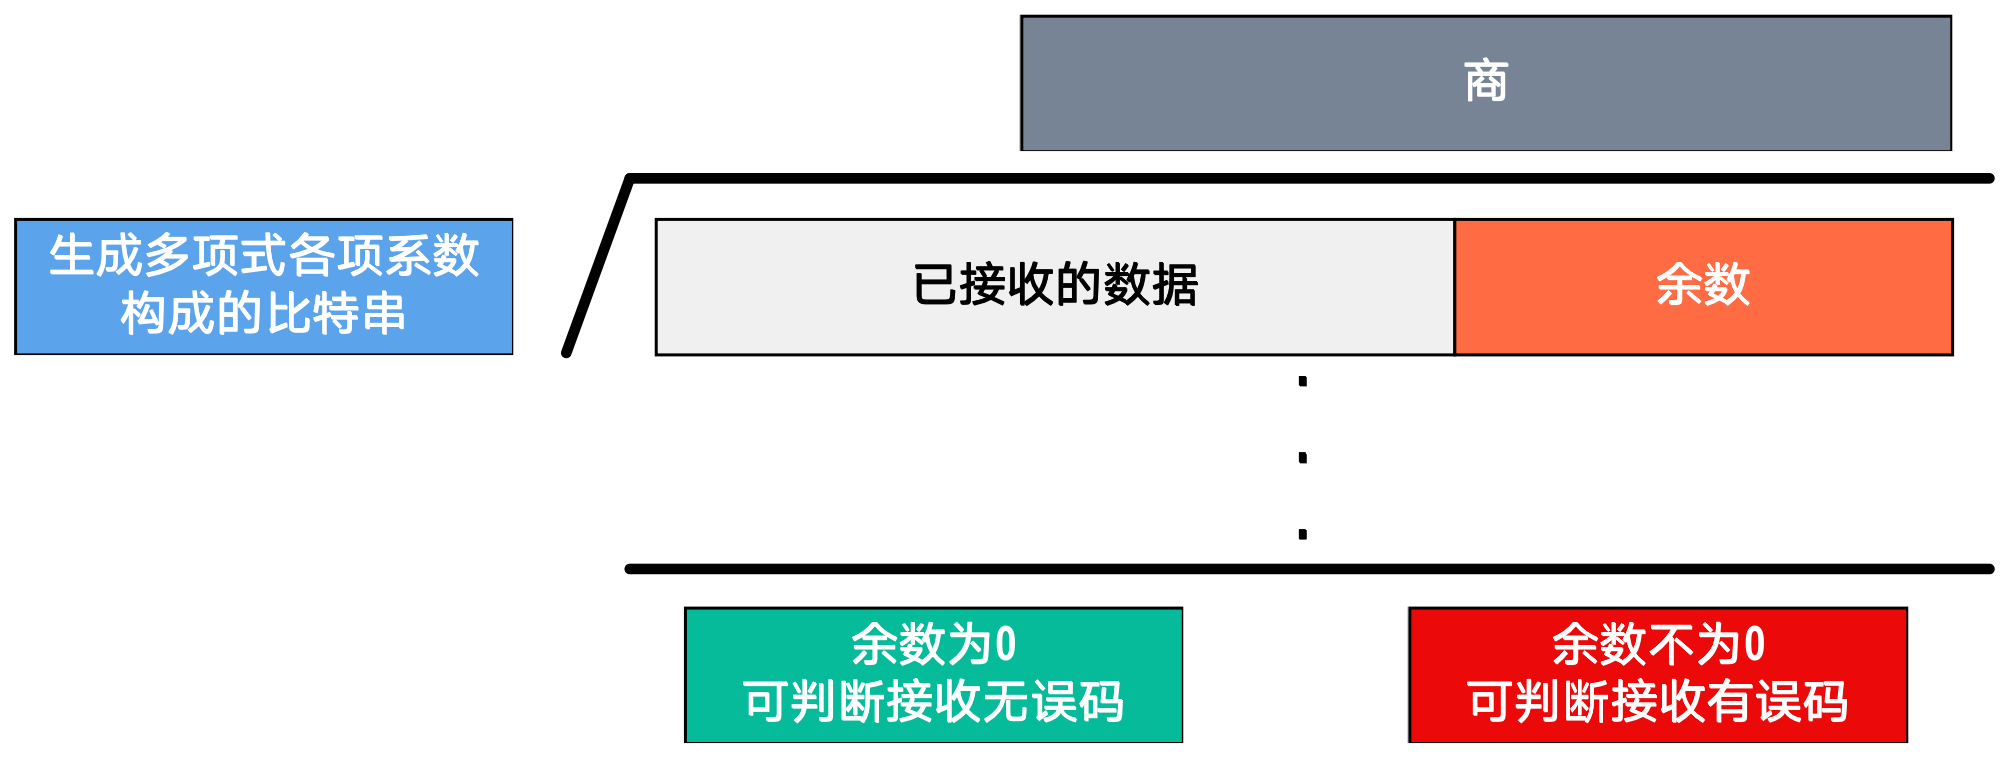 商
生成多项式各项系数
构成的比特串
已接收的数据
余数
余数为0
可判断接收无误码
余数不为0
可判断接收有误码